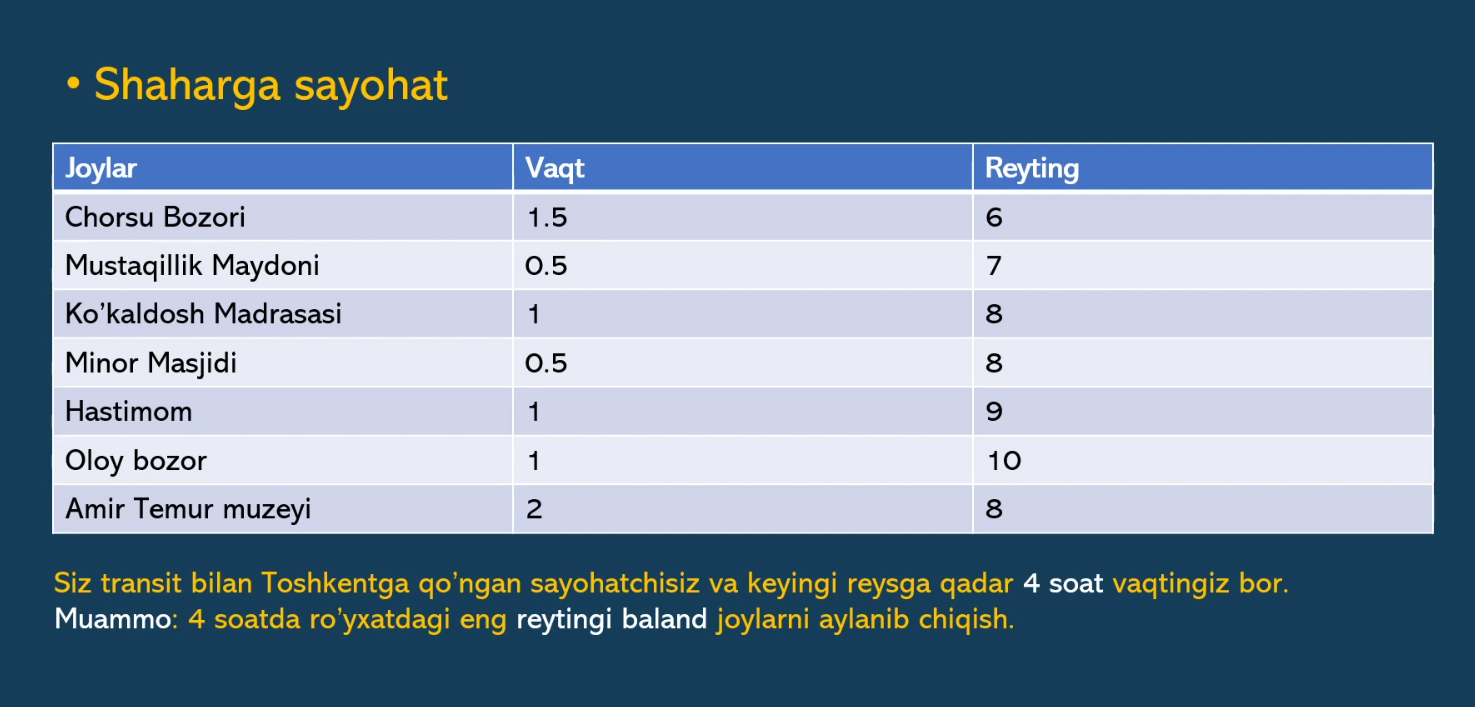 • Shaharga sayohat
Joylar Vaqt Reyting
Chorsu Bozori 1.5 6
Mustaqillik Maydoni 0.5 7
Ko’kaldosh Madrasasi 1 8
Minor Masjidi 0.5 8
Hastimom 1 9
Oloy bozor 1 10
Amir Temur muzeyi 2 8
Siz transit bilan Toshkentga qo’ngan sayohatchisiz va keyingi reysga qadar 4 soat vaqtingiz bor.
Muammo: 4 soatda ro’yxatdagi eng reytingi baland joylarni aylanib chiqish.